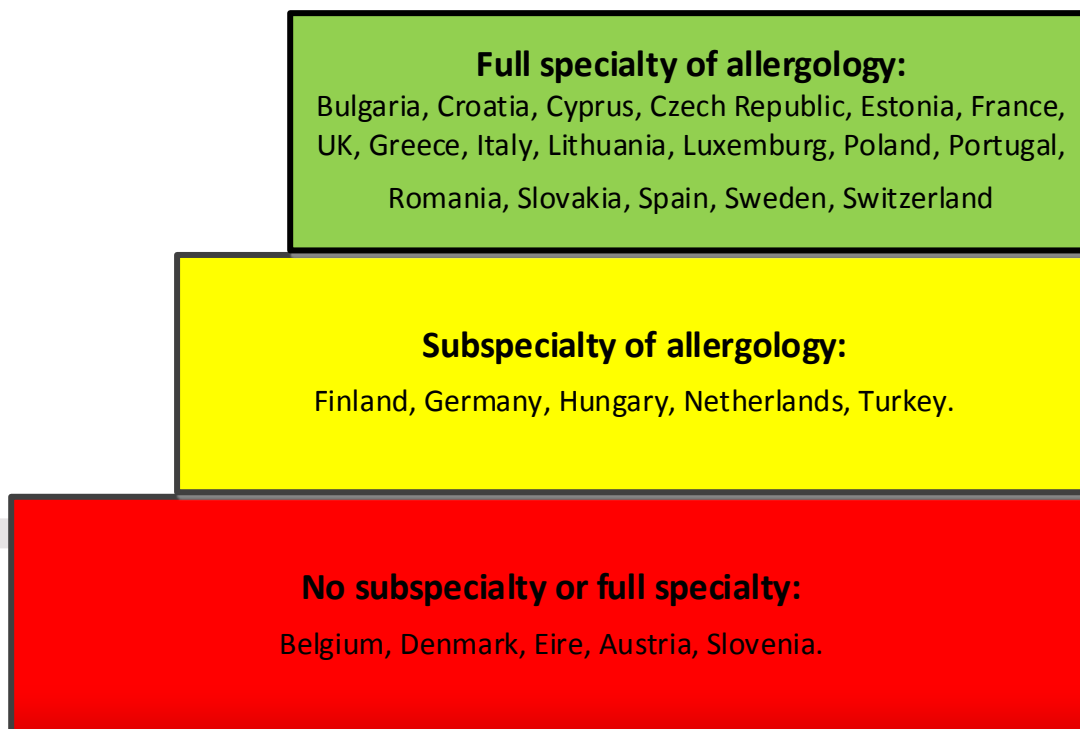 Full specialty of allergology:
Bulgaria, Croatia, Cyprus, Czech Republic, Estonia, France,
UK, Greece, Italy, Lithuania, Luxemburg, Poland, Portugal,
Romania, Slovakia, Spain, Sweden, Switzerland
Subspecialty of allergology:
Finland, Germany, Hungary, Netherlands, Turkey.
No subspecialty or full specialty:
Belgium, Denmark, Eire, Austria, Slovenia.